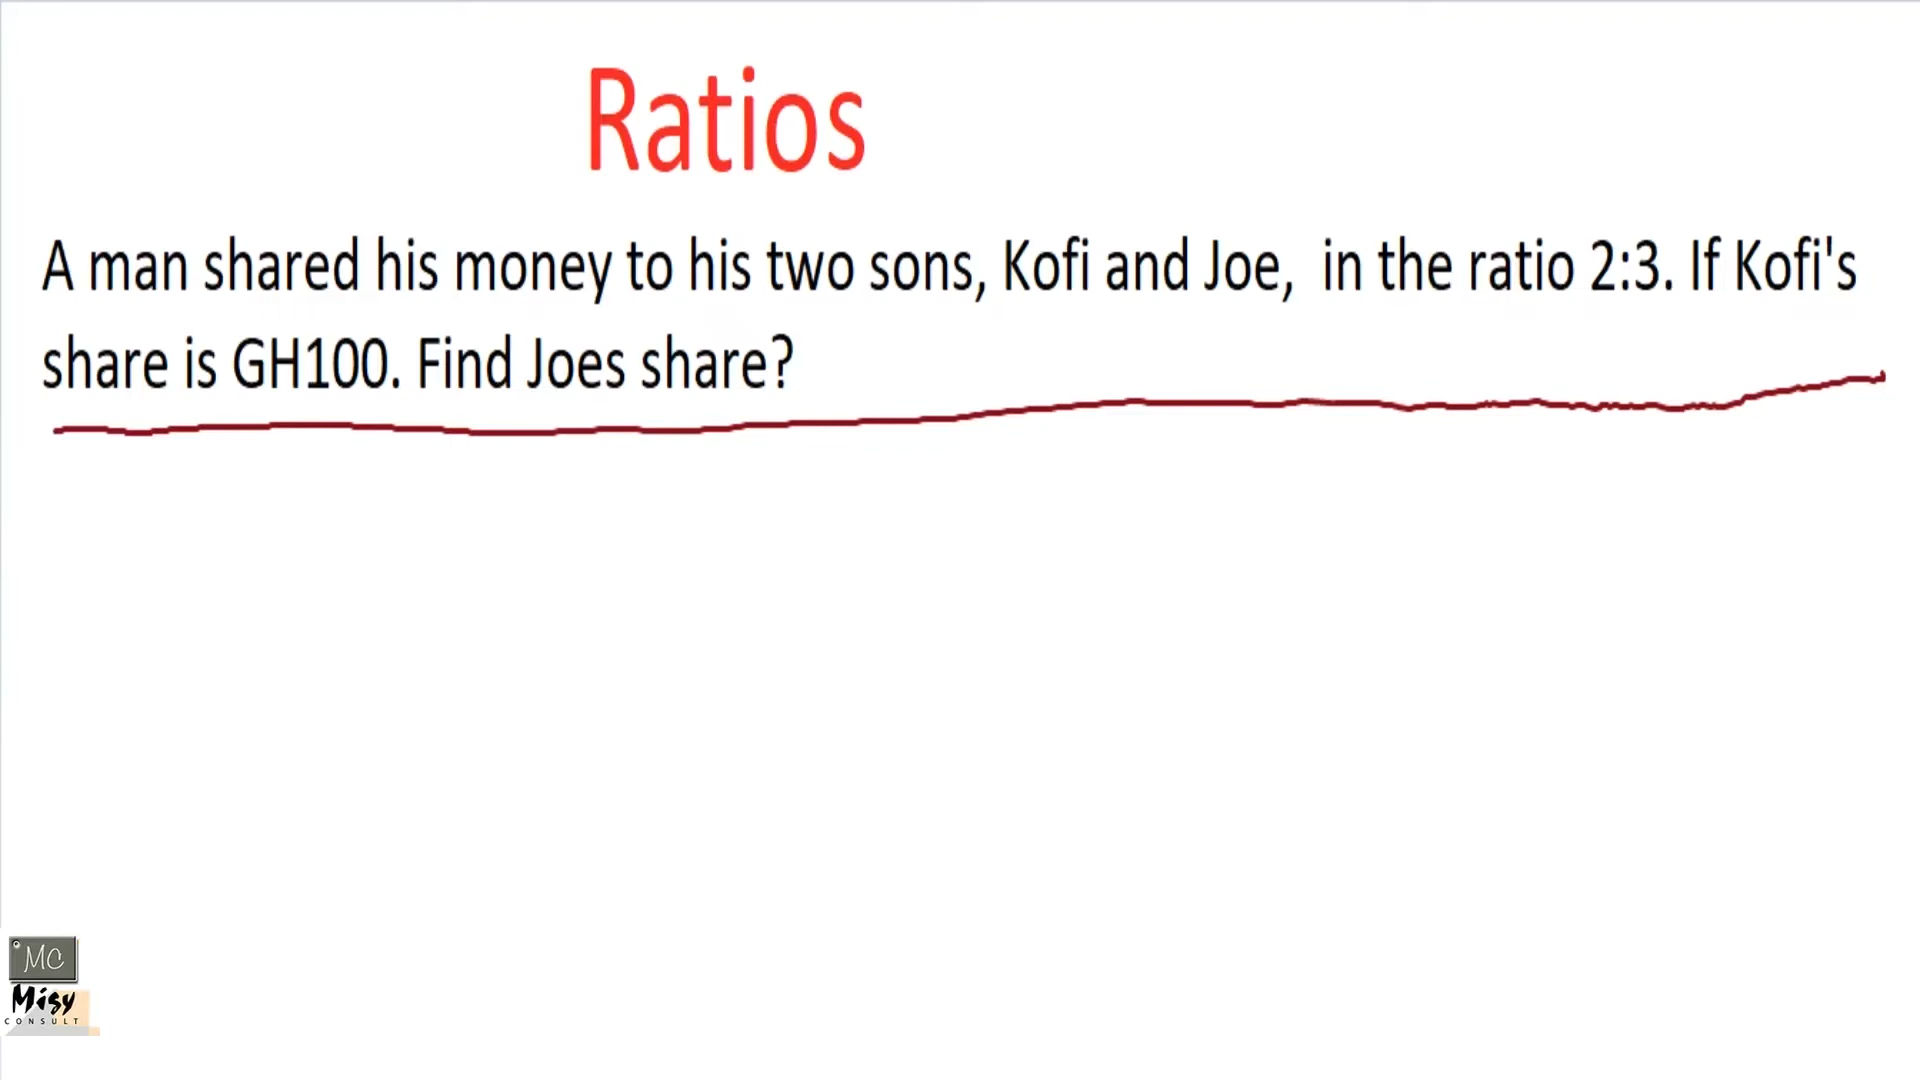 Ratios
A man shared his money to his two sons, Kofi and Joe,  in the ratio 2:3. If Kofi's
share is GH100. Find Joes share?
MC
Misy
CONSULT